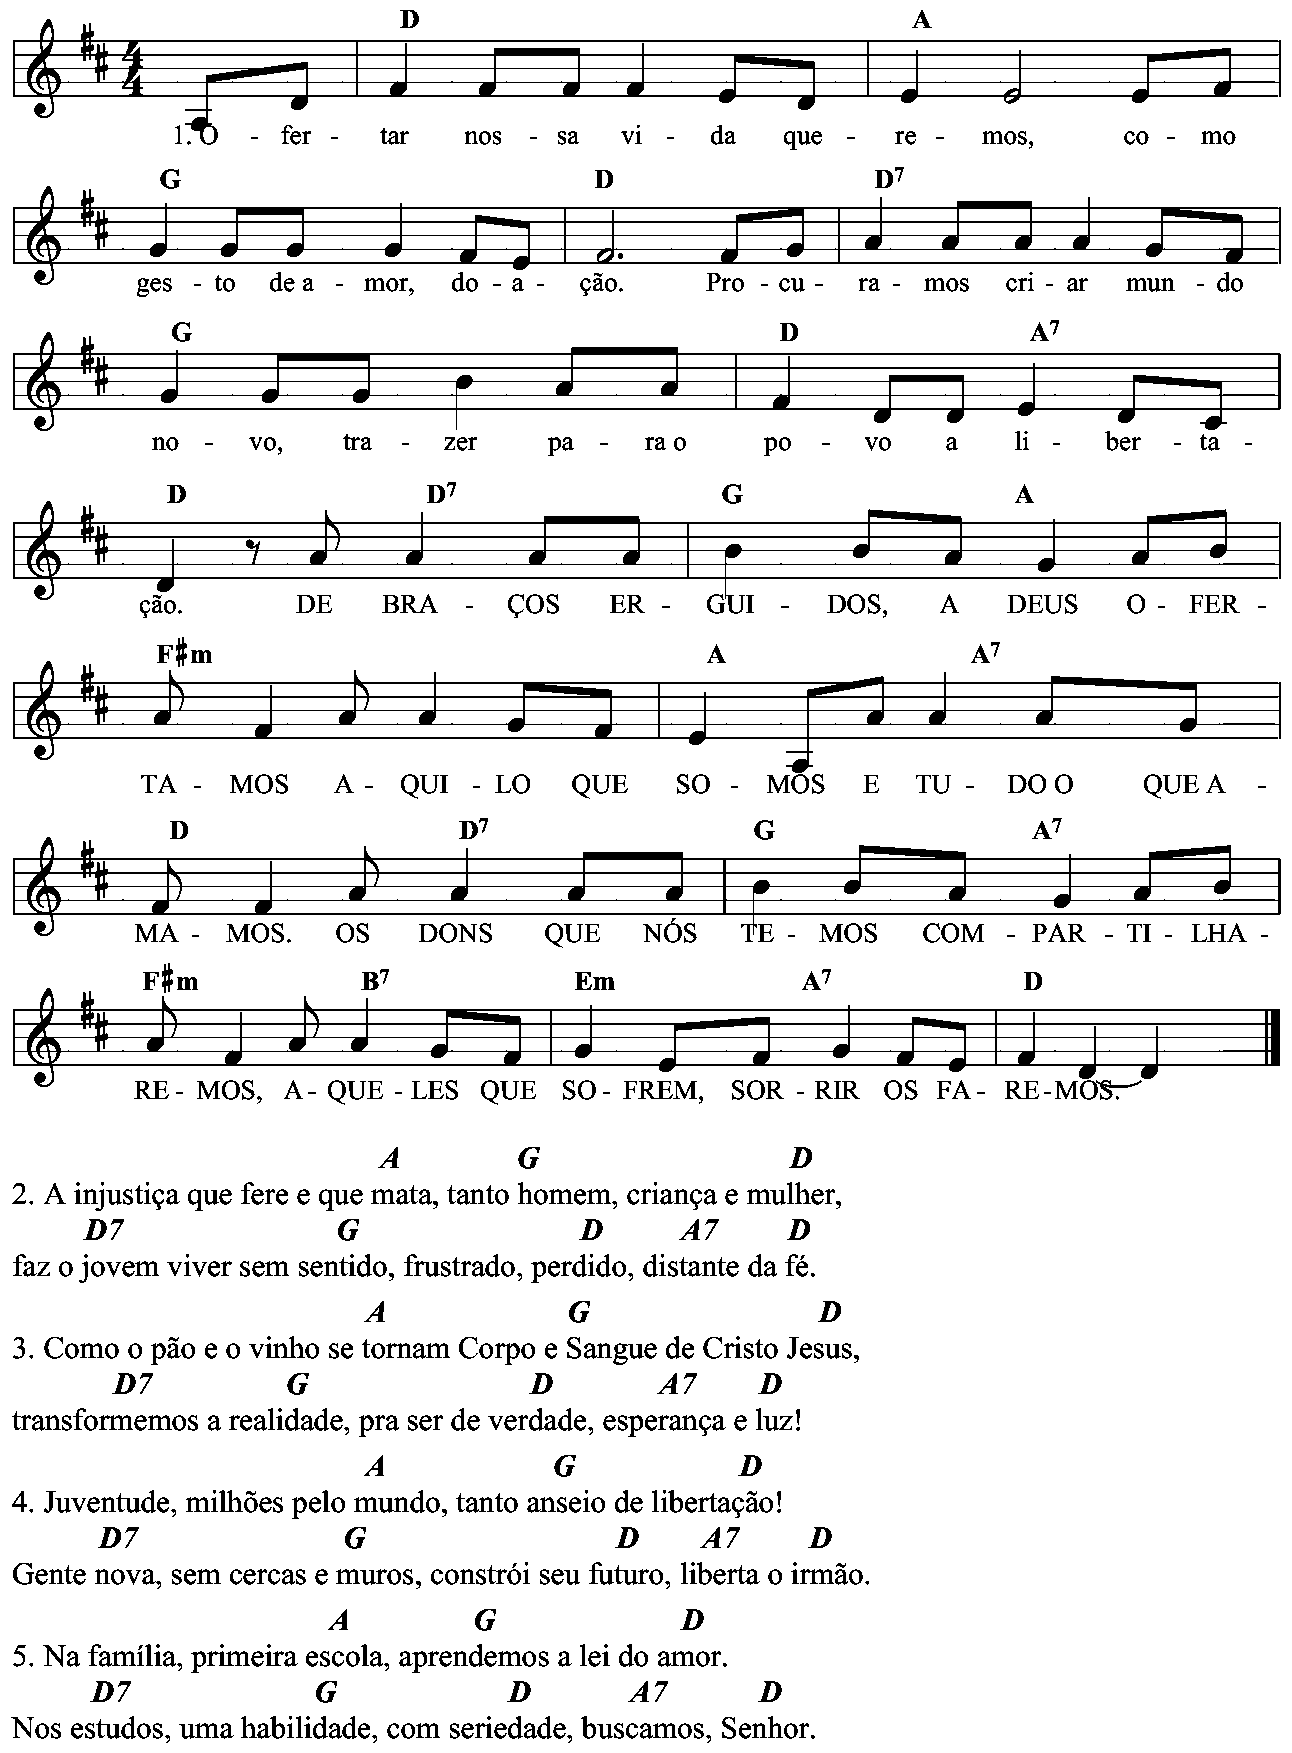 D A
1. O - fer - tar nos - sa vi - da que - re - mos, co - mo
G D D7
ges - to de a - mor, do - a - ção. Pro - cu - ra - mos cri - ar mun - do
G D A7
no - vo, tra - zer pa - ra o po - vo a li - ber - ta -
D D7 G A
ção. DE BRA - ÇOS ER - GUI - DOS, A DEUS O - FER -
F#m A A7
TA - MOS A - QUI - LO QUE SO - MOS E TU - DO O QUE A -
D D7 G A7
MA - MOS. OS DONS QUE NÓS TE - MOS COM - PAR - TI - LHA -
F#m B7 Em A7 D
RE - MOS, A - QUE - LES QUE SO - FREM, SOR - RIR OS FA - RE - MOS.
A G D
2. A injustiça que fere e que mata, tanto homem, criança e mulher,
D7 G D A7 D
faz o jovem viver sem sentido, frustrado, perdido, distante da fé.
A G D
3. Como o pão e o vinho se tornam Corpo e Sangue de Cristo Jesus,
D7 G D A7 D
transformemos a realidade, pra ser de verdade, esperança e luz!
A G D
4. Juventude, milhões pelo mundo, tanto anseio de libertação!
D7 G D A7 D
Gente nova, sem cercas e muros, constrói seu futuro, liberta o irmão.
A G D
5. Na família, primeira escola, aprendemos a lei do amor.
D7 G D A7 D
Nos estudos, uma habilidade, com seriedade, buscamos, Senhor.